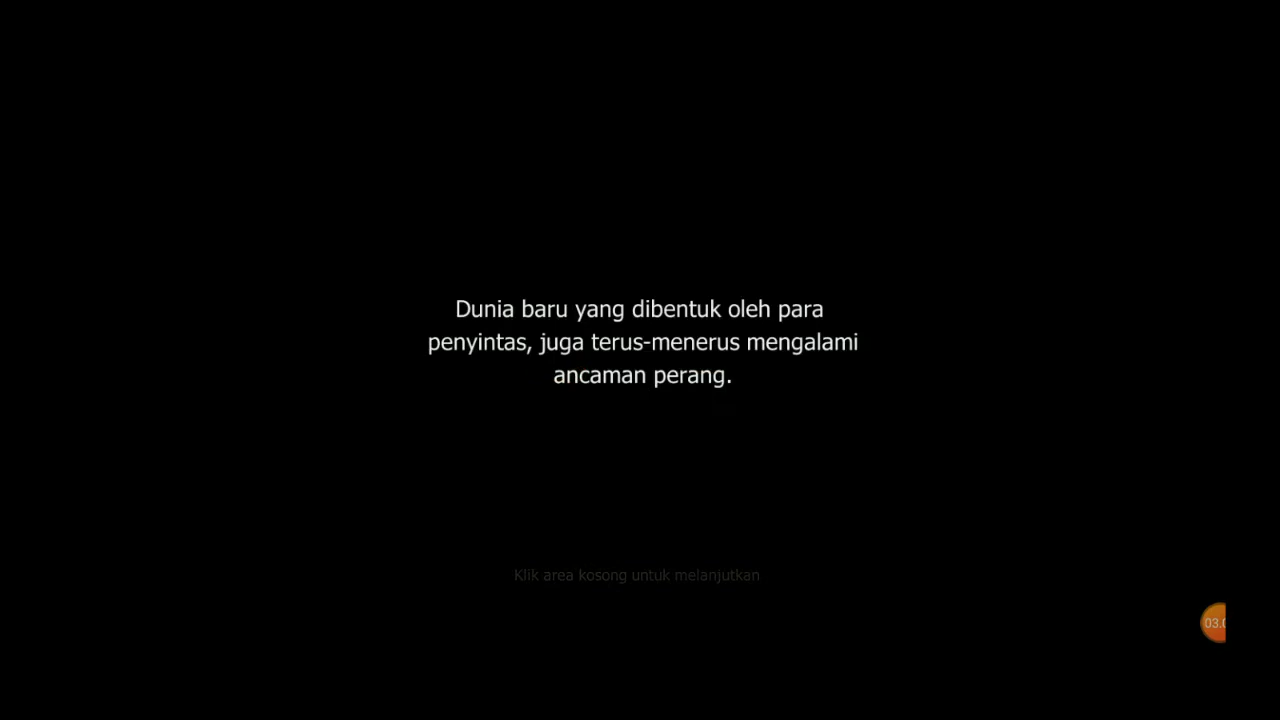 Dunia baru yang dibentuk oleh para
penyintas, juga terus-menerus mengalami
ancaman perang.
Klik area kosong untuk melanjutkan